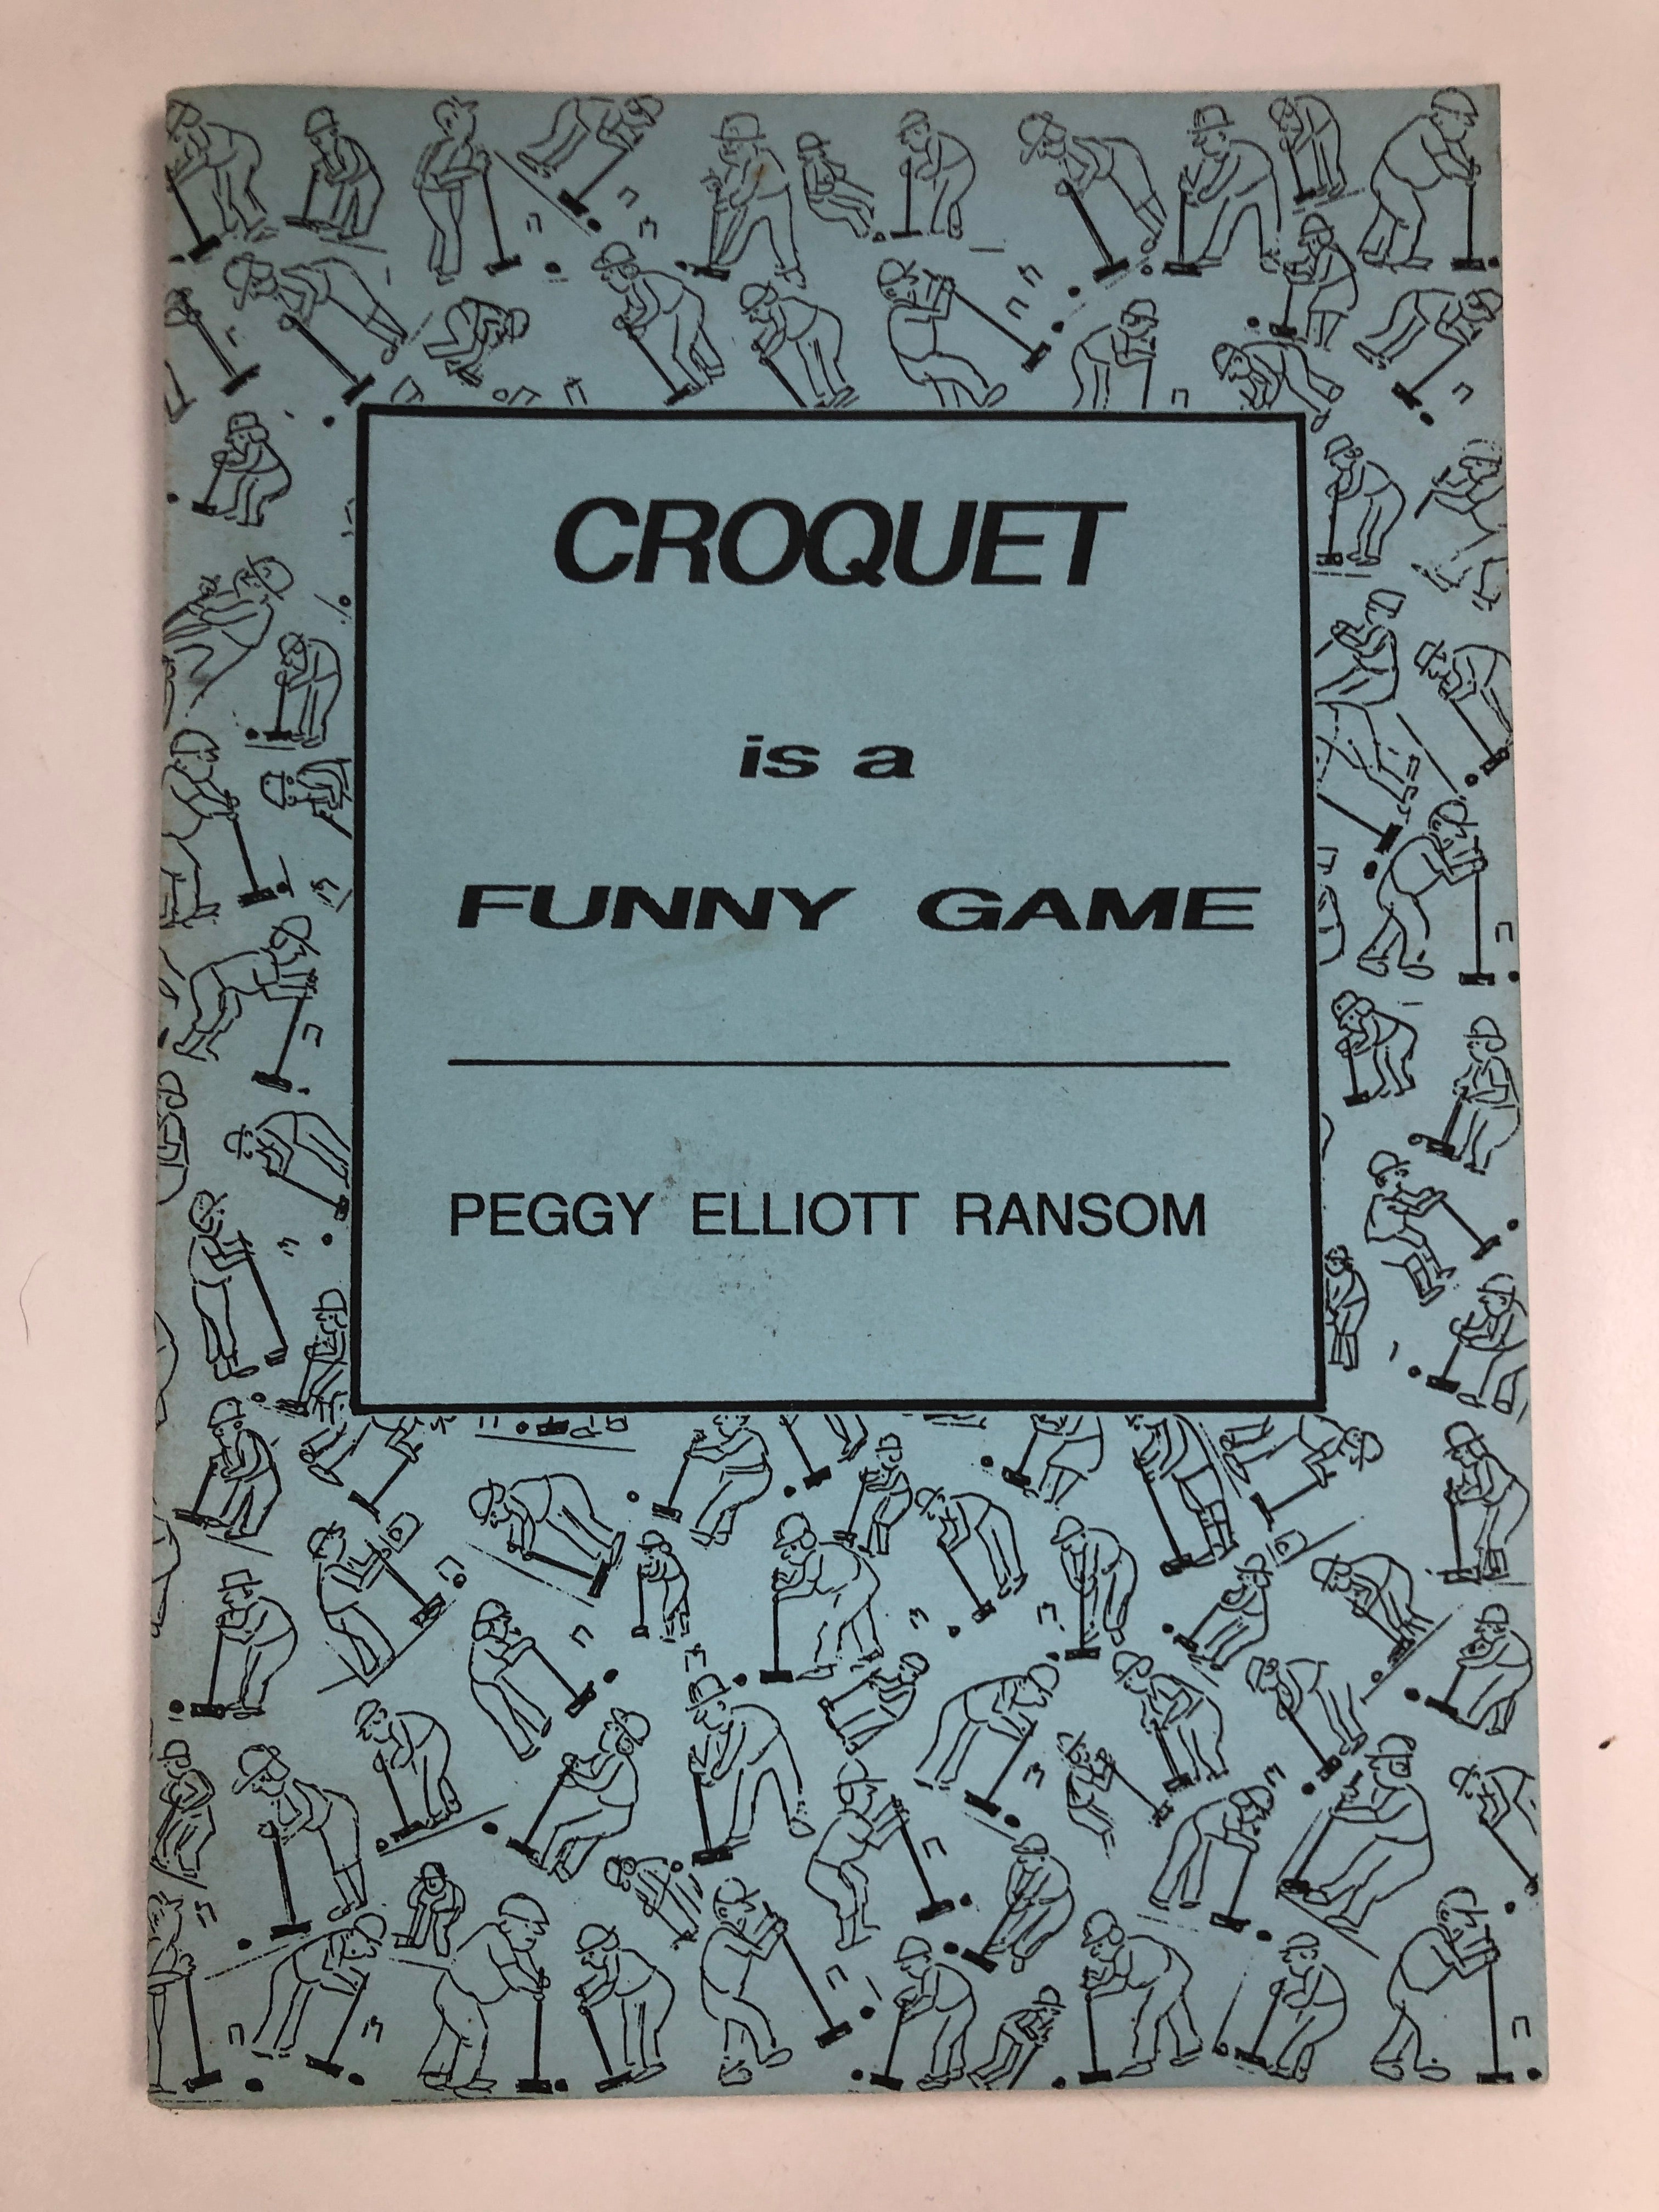 CROQUET
is a
FUNNY GAME
PEGGY ELLIOTT RANSOM